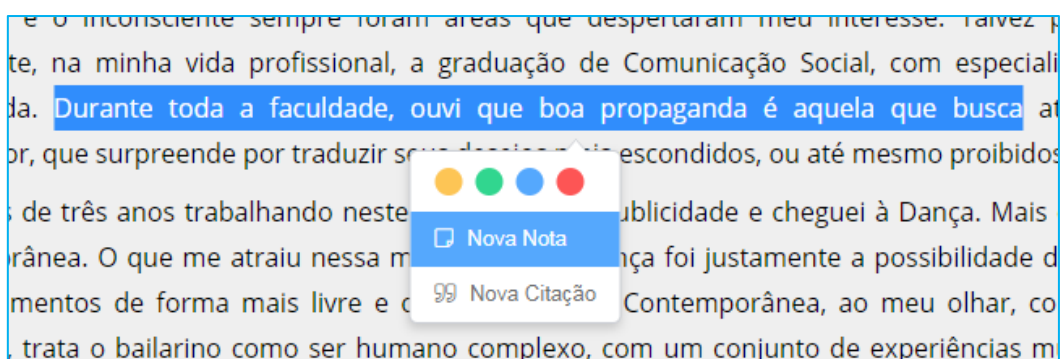 e o inconsciente sempre foram áreas que despertaram meu interesse. Talvez
te, na minha vida profissional, a graduação de Comunicação Social, com especiali
da. Durante toda a faculdade, ouvi que boa propaganda é aquela que busca at
or, que surpreende por traduzir seus desejos mais escondidos, ou até mesmo proibidos
s de três anos trabalhando neste ublicidade e cheguei à Dança. Mais
Nova Nota
orânea. O que me atraiu nessa m nça foi justamente a possibilidade d
Nova Citação
mentos de forma mais livre e c Contemporânea, ao meu olhar, co
, trata o bailarino como ser humano complexo, com um conjunto de experiências m